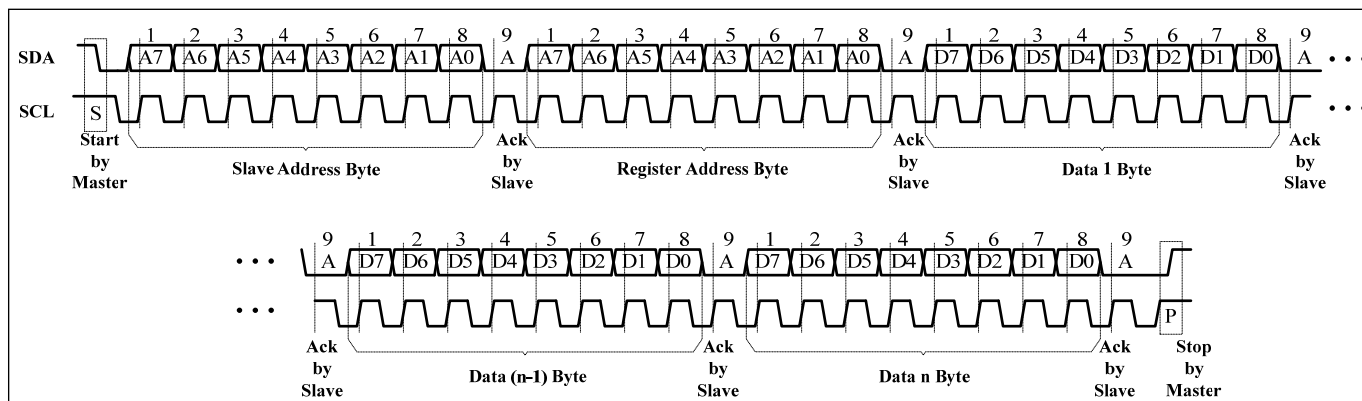 1 2 3 4 5 6 7 8 9 1 2 3 4 5 6 7 8 9 1 2 3 4 5 6 7 8 9
SDA A7 A6 A5 A4 A3 A2 A1 A0 A A7 A6 A5 A4 A3 A2 A1 A0 A D7 D6 D5 D4 D3 D2 D1 D0 A • • •
SCL S • • •
Start by Master
Slave Address Byte
Ack by Slave
Register Address Byte
Ack by Slave
Data 1 Byte
Ack by Slave
9 1 2 3 4 5 6 7 8 9 1 2 3 4 5 6 7 8 9
• • • A D7 D6 D5 D4 D3 D2 D1 D0 A D7 D6 D5 D4 D3 D2 D1 D0 A
• • • P
Ack by Slave
Data (n-1) Byte
Ack by Slave
Data n Byte
Ack by Slave
Stop by Master